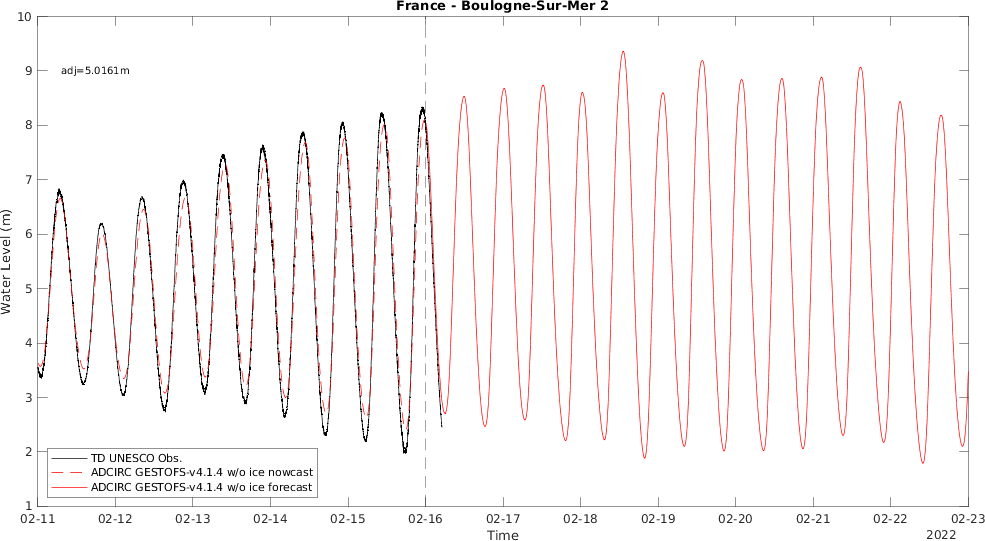 France - Boulogne-Sur-Mer 2
10
adj=5.0161m
9
8
7
6
5
4
3
2
1
Water Level (m)
TD UNESCO Obs.
ADCIRC GESTOFS-v4.1.4 w/o ice nowcast
ADCIRC GESTOFS-v4.1.4 w/o ice forecast
02-11 02-12 02-13 02-14 02-15 02-16 02-17 02-18 02-19 02-20 02-21 02-22 02-23
Time
2022